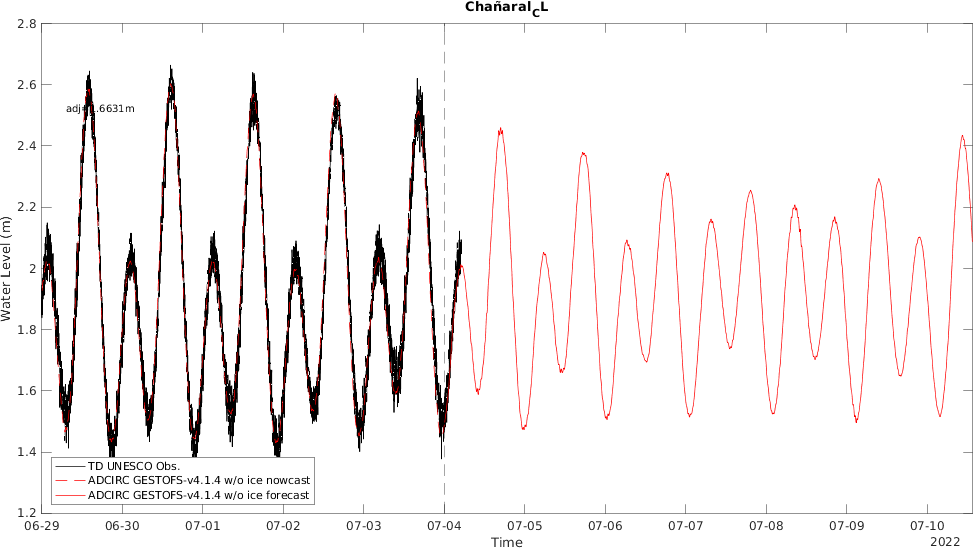 Chañaral_CL
2.8
2.6
2.4
2.2
2
1.8
1.6
1.4
1.2
Water Level (m)
adj 1.6631m
TD UNESCO Obs.
ADCIRC GESTOFS-v4.1.4 w/o ice nowcast
ADCIRC GESTOFS-v4.1.4 w/o ice forecast
06-29 06-30 07-01 07-02 07-03 07-04 07-05 07-06 07-07 07-08 07-09 07-10
Time
2022